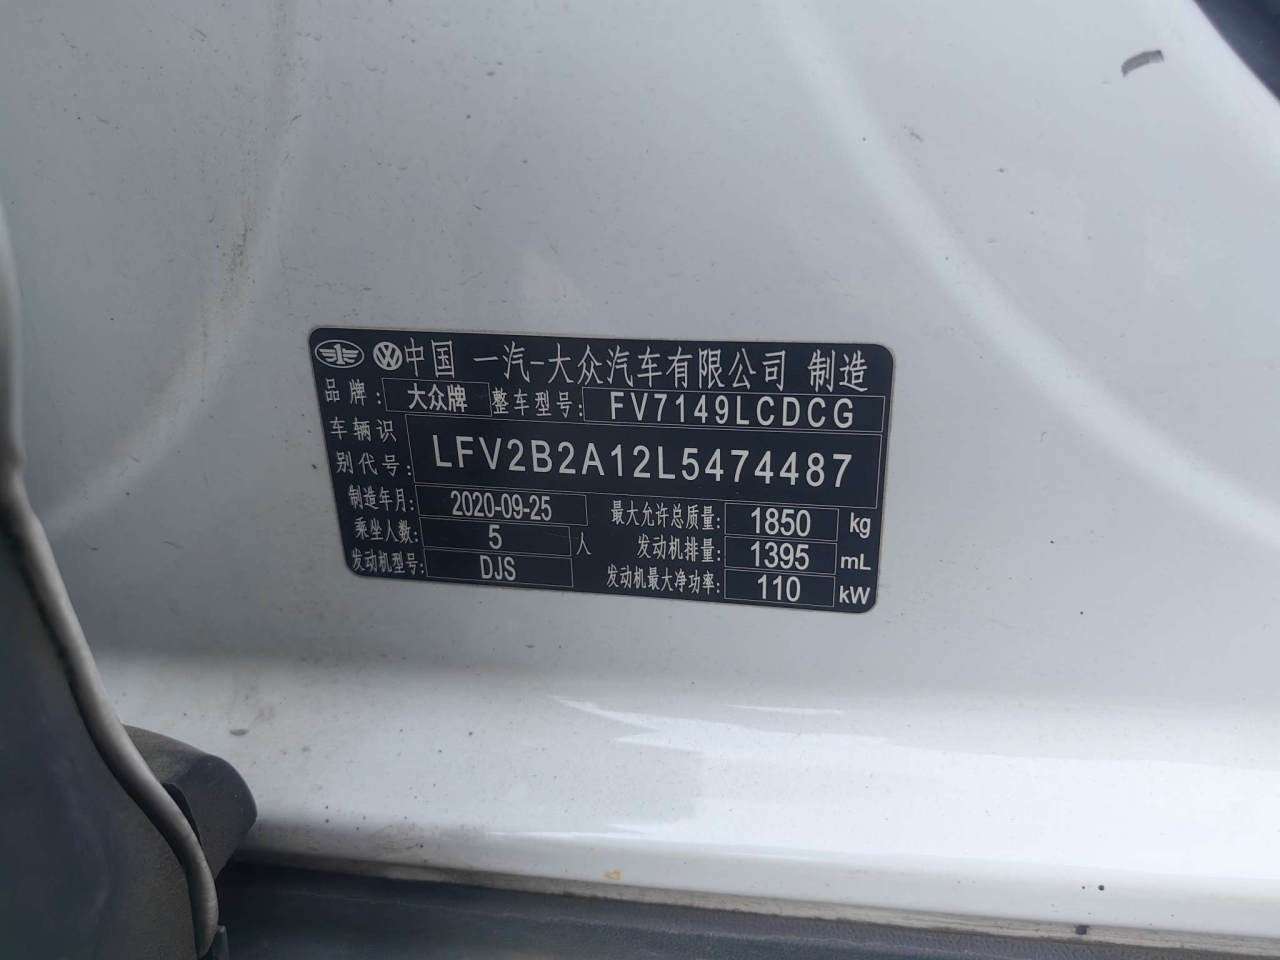 中国 一汽-大众汽车有限公司 制造
品牌: 大众牌 整车型号: FV7149LCDCG
车辆识别代号: LFV2B2A12L5474487
制造年月: 2020-09-25 最大允许总质量: 1850 kg
乘坐人数: 5 人 发动机排量: 1395 mL
发动机型号: DJS 发动机最大净功率: 110 kW